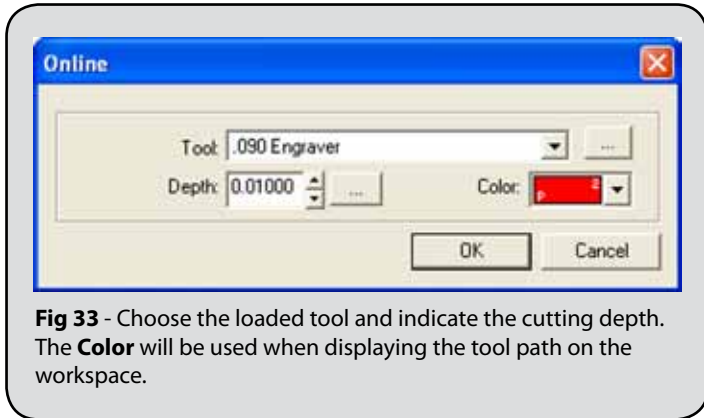 Online
Tool: .090 Engraver ...
Depth: 0.01000 ... Color: p 2
OK Cancel
Fig 33 - Choose the loaded tool and indicate the cutting depth.
The Color will be used when displaying the tool path on the
workspace.